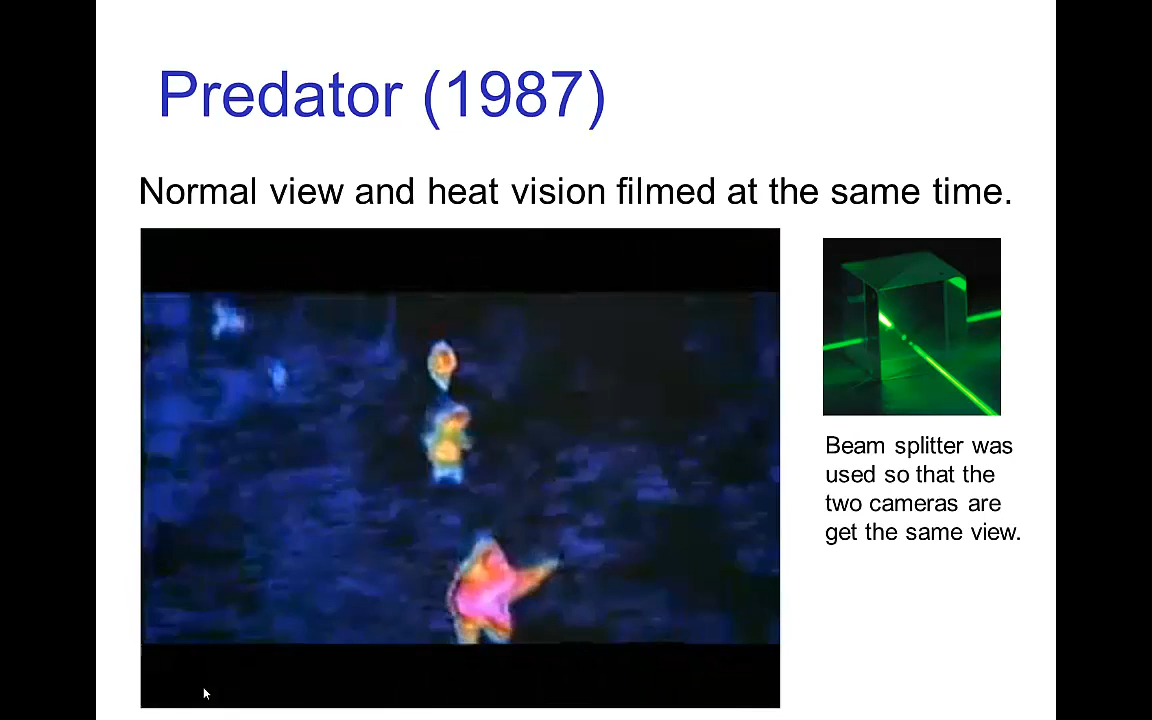 Predator (1987)
Normal view and heat vision filmed at the same time.
Beam splitter was
used so that the
two cameras are
get the same view.